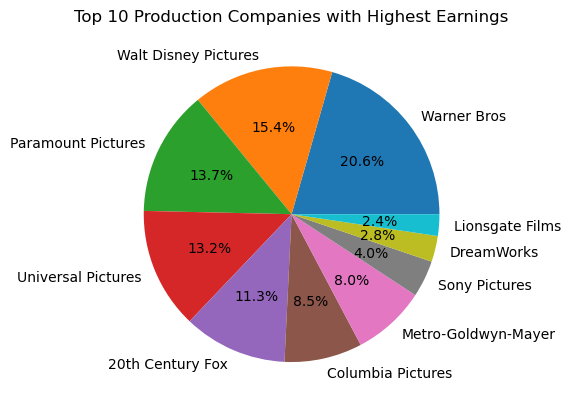 Top 10 Production Companies with Highest Earnings
Walt Disney Pictures
Warner Bros
15.4%
Paramount Pictures
20.6%
13.7%
Lionsgate Films
2.4%
2.8%
DreamWorks
13.2%
4.0%
Universal Pictures
8.0%
Sony Pictures
11.3%
8.5%
Metro-Goldwyn-Mayer
20th Century Fox
Columbia Pictures